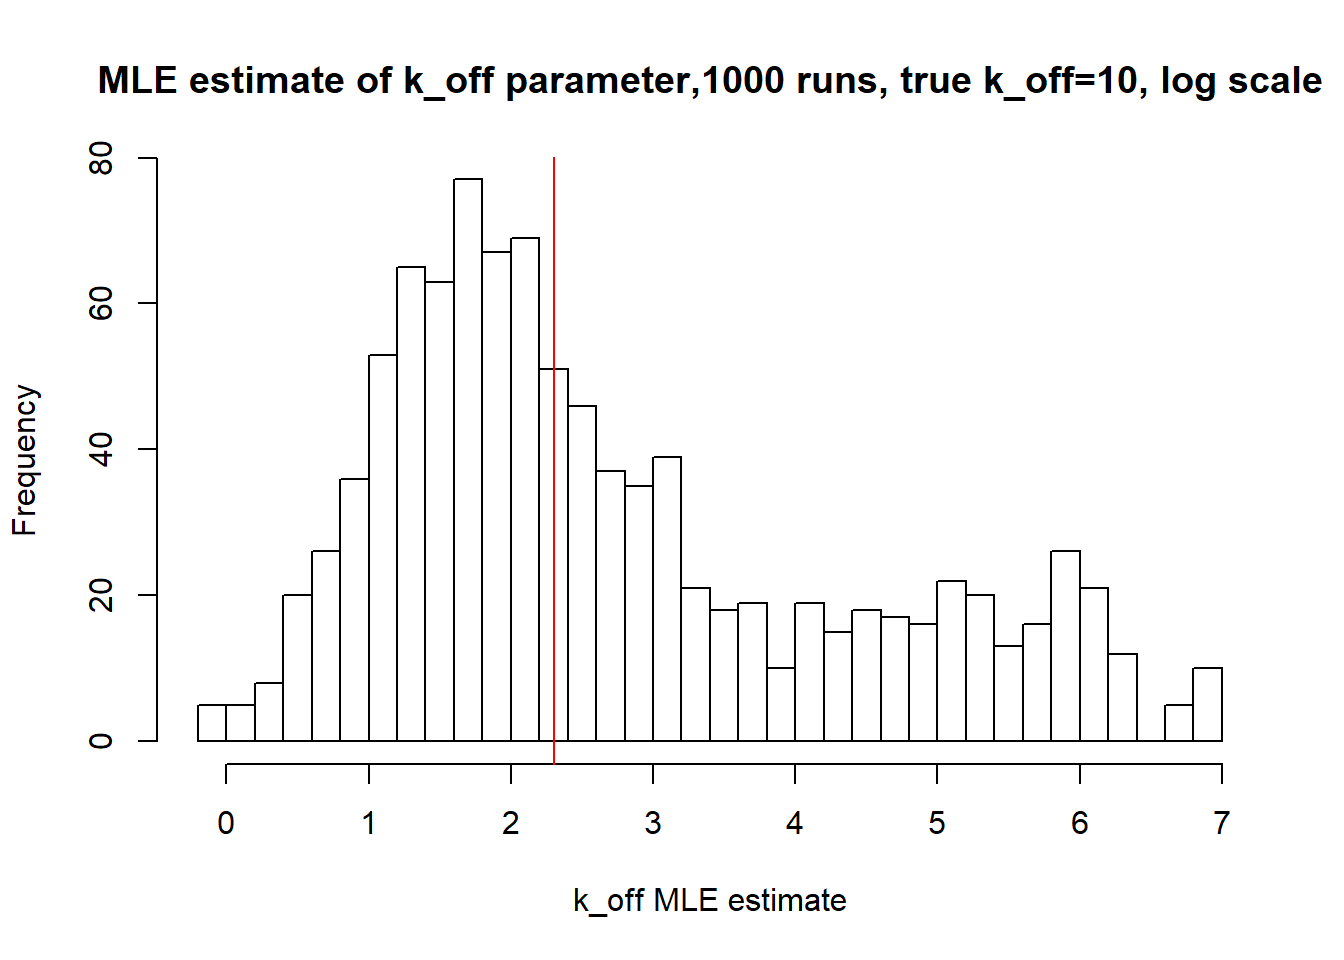 MLE estimate of k_off parameter,1000 runs, true k_off=10, log scale
80
60
40
20
0
Frequency
0 1 2 3 4 5 6 7
k_off MLE estimate